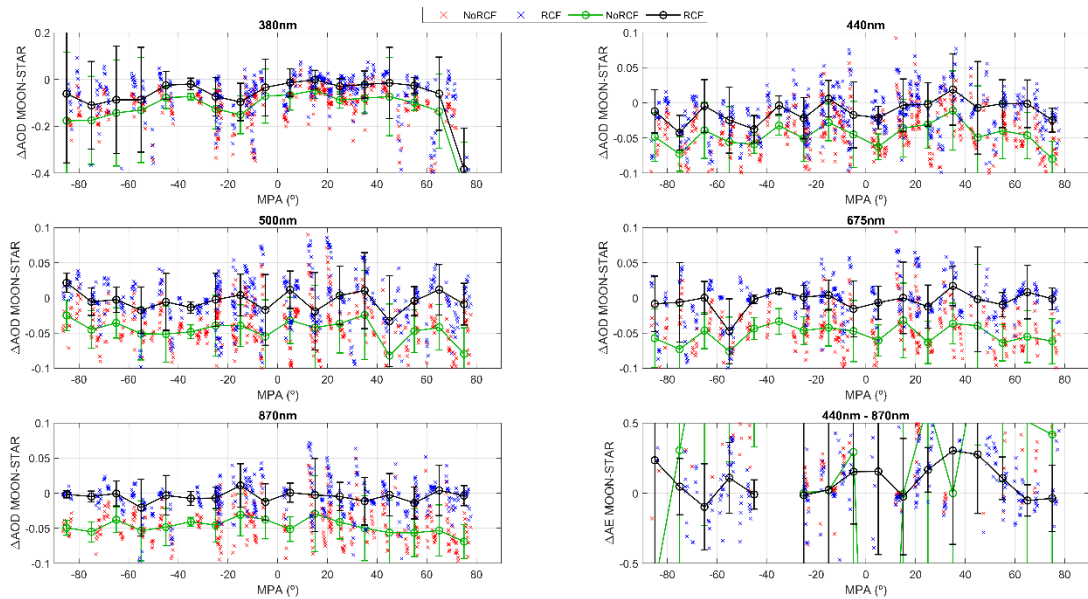 NoRCF RCF NoRCF RCF
380nm
ΔAOD MOON-STAR
0.2
0
-0.2
-0.4
-80 -60 -40 -20 0 20 40 60 80
MPA (º)
440nm
ΔAOD MOON-STAR
0.1
0.05
0
-0.05
-0.1
-80 -60 -40 -20 0 20 40 60 80
MPA (º)
500nm
ΔAOD MOON-STAR
0.1
0.05
0
-0.05
-0.1
-80 -60 -40 -20 0 20 40 60 80
MPA (º)
675nm
ΔAOD MOON-STAR
0.1
0.05
0
-0.05
-0.1
-80 -60 -40 -20 0 20 40 60 80
MPA (º)
870nm
ΔAOD MOON-STAR
0.1
0.05
0
-0.05
-0.1
-80 -60 -40 -20 0 20 40 60 80
MPA (º)
440nm - 870nm
ΔAE MOON-STAR
0.5
0
-0.5
-80 -60 -40 -20 0 20 40 60 80
MPA (º)